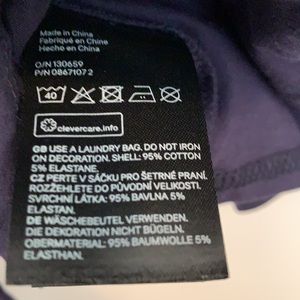 Made in China
Fabriqué en Chine
Hecho en China
O/N 130659
P/N 0867107 2
40
clevercare.info
GB USE A LAUNDRY BAG. DO NOT IRON
ON DECORATION. SHELL: 95% COTTON
5% ELASTANE.
CZ PERTE V SÁČKU PRO ŠETRNÉ PRANÍ.
ROZŽEHLETE DO PŮVODNÍ VELIKOSTI.
SVRCHNÍ LÁTKA: 95% BAVLNA 5%
ELASTAN.
DE WÄSCHEBEUTEL VERWENDEN.
DIE DEKORATION NICHT BÜGELN.
OBERMATERIAL: 95% BAUMWOLLE 5%
ELASTHAN.